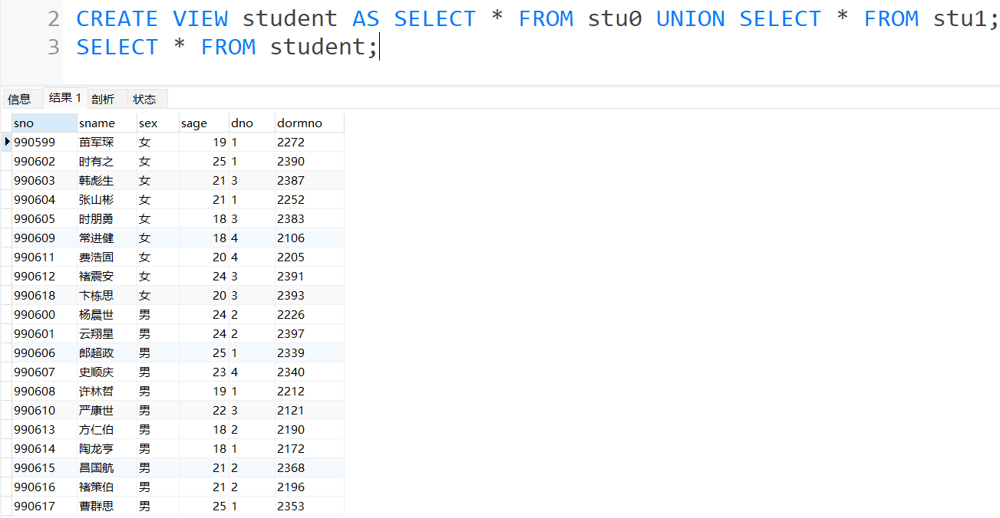 2 CREATE VIEW student AS SELECT * FROM stu0 UNION SELECT * FROM stu1;
3 SELECT * FROM student;
信息 结果 1 剖析 状态
sno sname sex sage dno dormno
990599 苗军琛 女 19 1 2272
990602 时有之 女 25 1 2390
990603 韩彪生 女 21 3 2387
990604 张山彬 女 21 1 2252
990605 时朋勇 女 18 3 2383
990609 常进健 女 18 4 2106
990611 费浩固 女 20 4 2205
990612 褚震安 女 24 3 2391
990618 卞栋思 女 20 3 2393
990600 杨晨世 男 24 2 2226
990601 云翔星 男 24 2 2397
990606 郎超政 男 25 1 2339
990607 史顺庆 男 23 4 2340
990608 许林哲 男 19 1 2212
990610 严康世 男 22 3 2121
990613 方仁伯 男 18 2 2190
990614 陶龙亨 男 18 1 2172
990615 昌国航 男 21 2 2368
990616 褚策伯 男 21 2 2196
990617 曹群思 男 25 1 2353